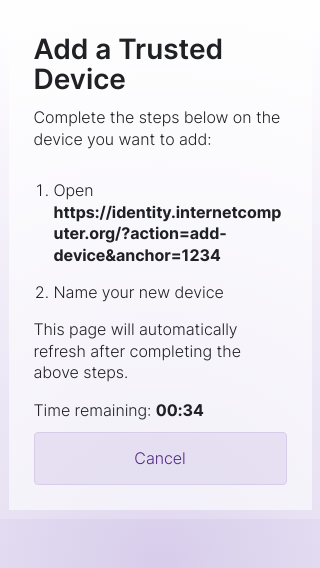 Add a Trusted
Device
Complete the steps below on the
device you want to add:
1. Open
https://identity.internetcomp
uter.org/?action=add-
device&anchor=1234
2. Name your new device
This page will automatically
refresh after completing the
above steps.
Time remaining: 00:34
Cancel